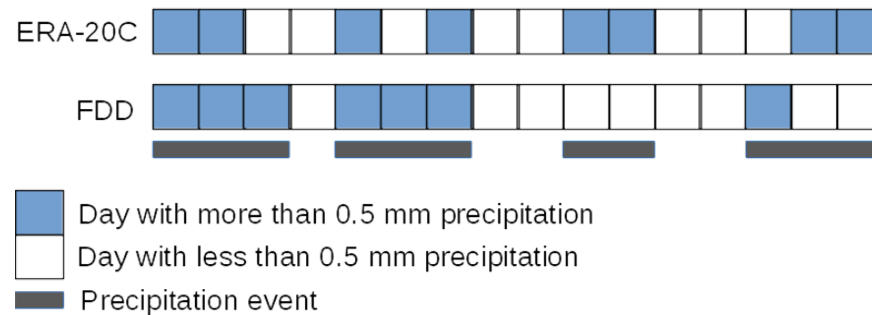 ERA-20C
FDD
Day with more than 0.5 mm precipitation
Day with less than 0.5 mm precipitation
Precipitation event